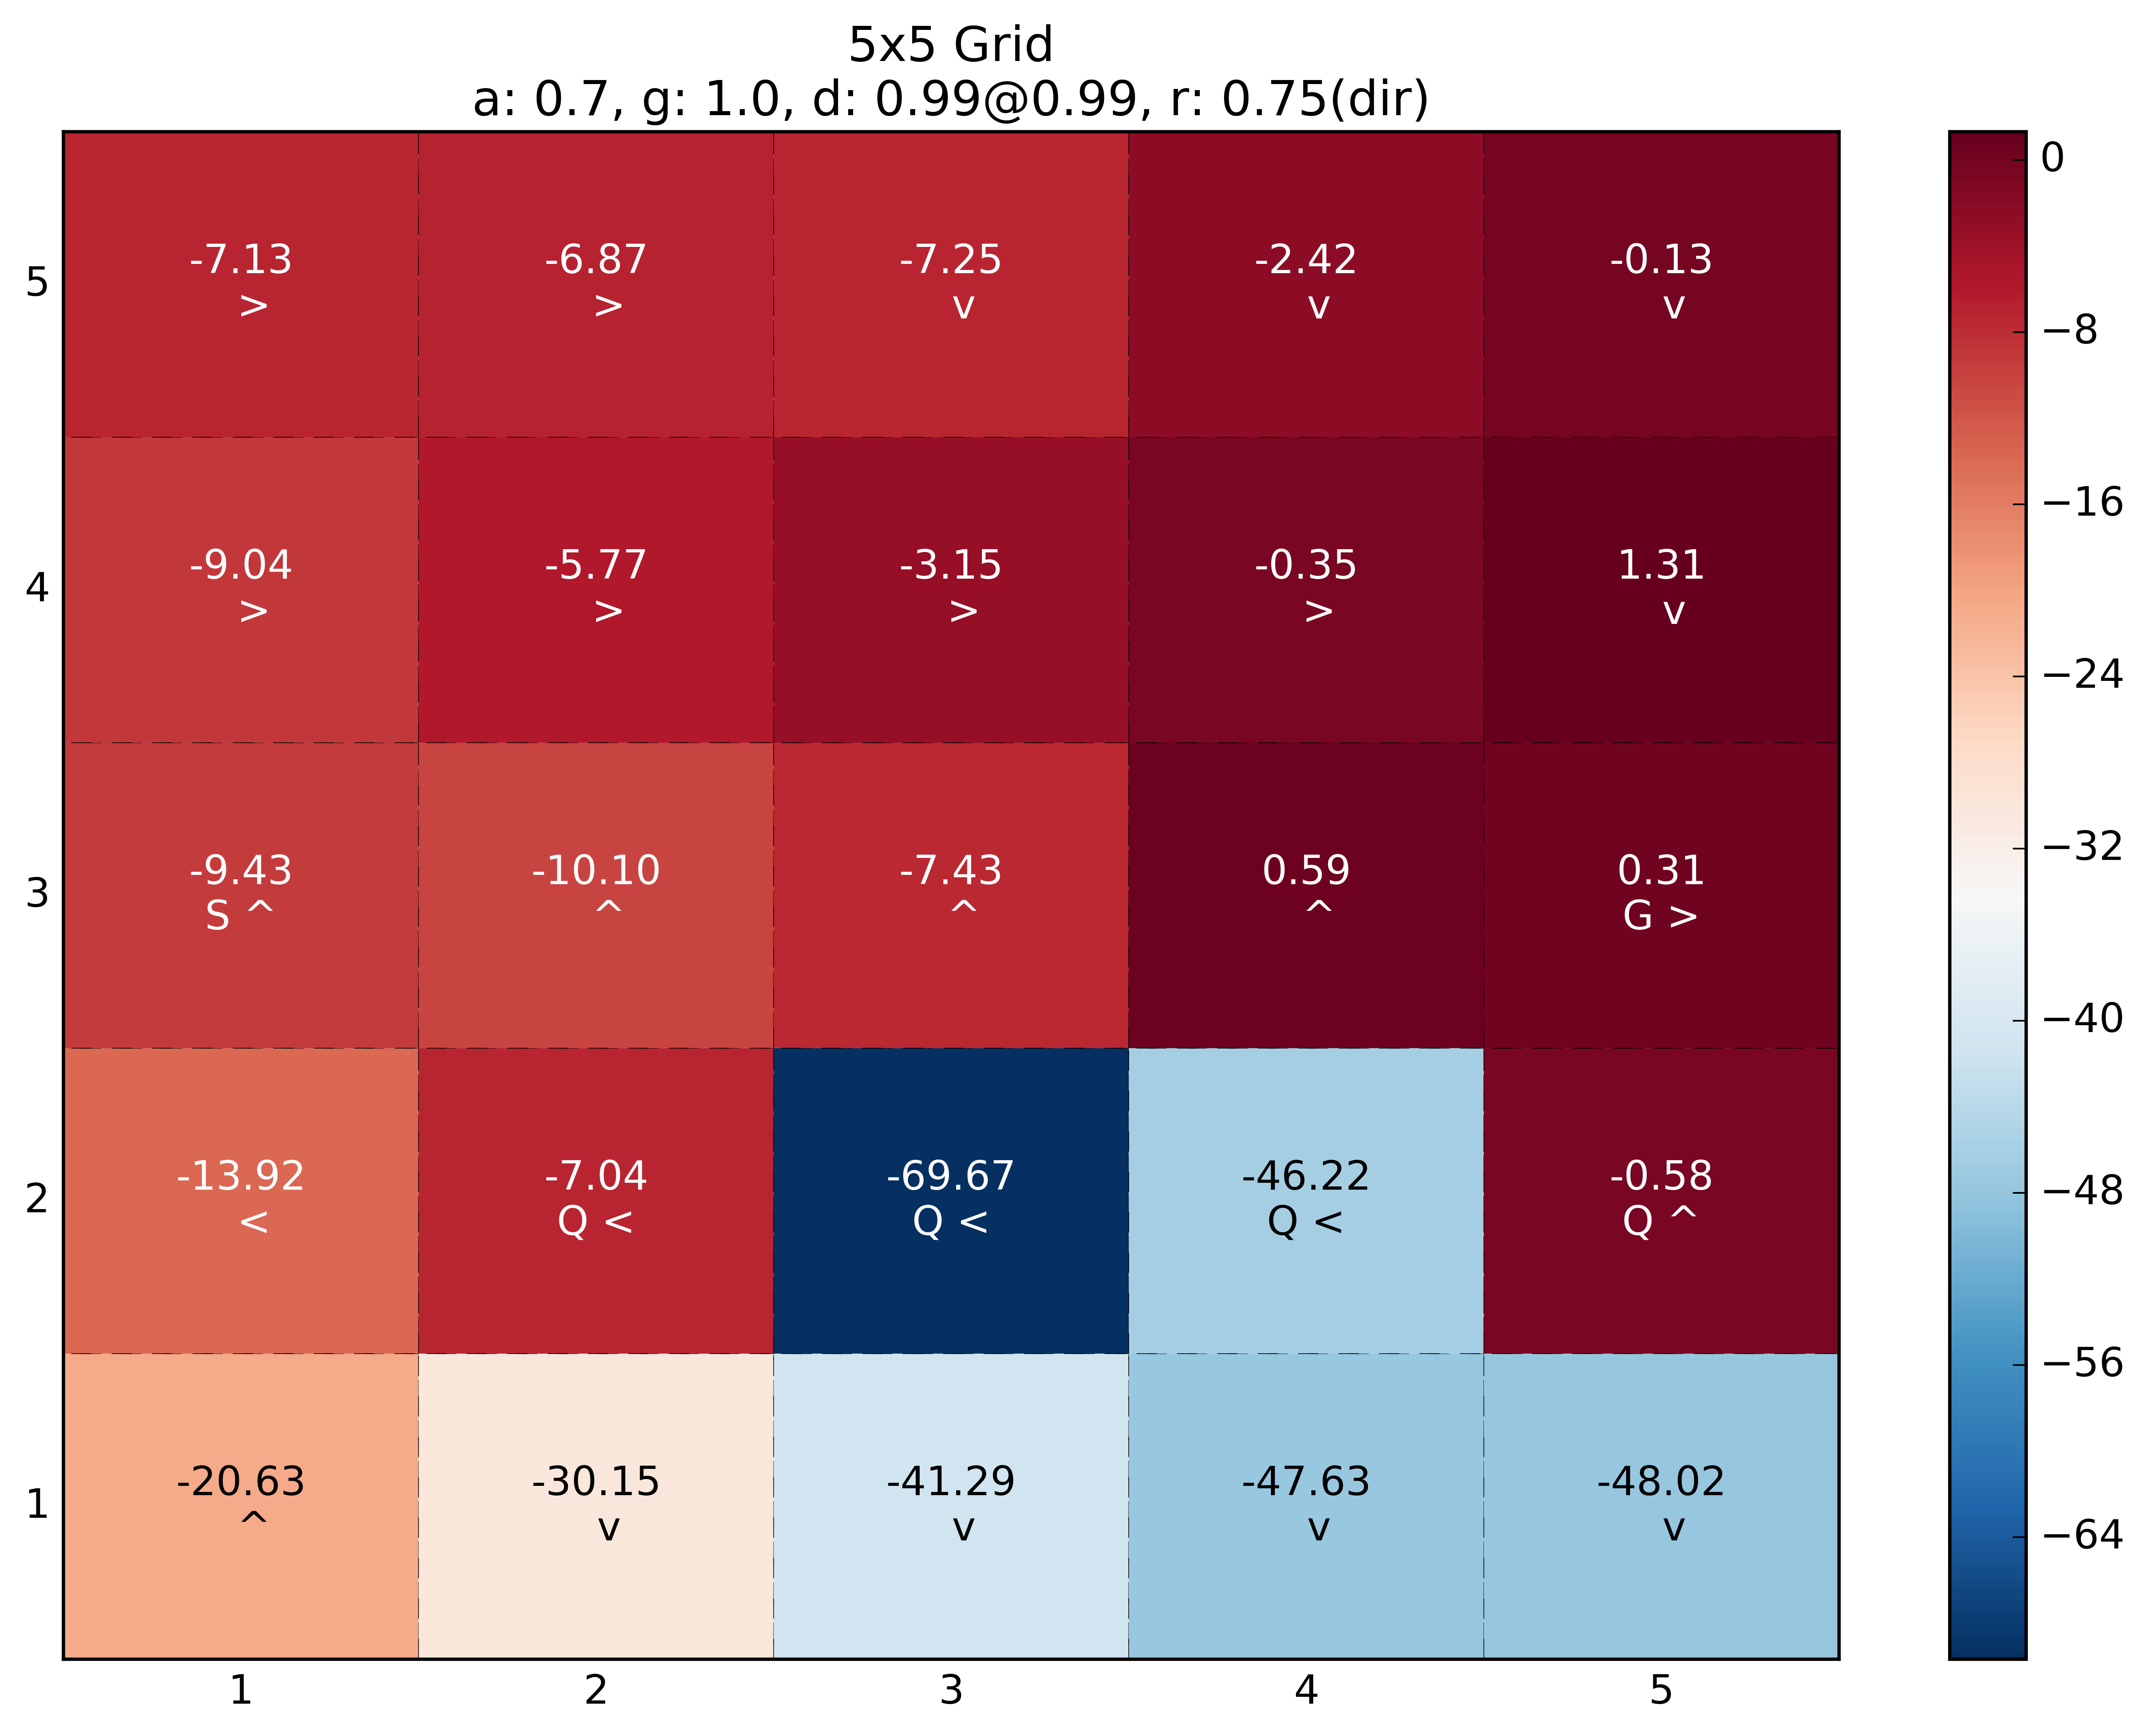 5x5 Grid
a: 0.7, g: 1.0, d: 0.99@0.99, r: 0.75(dir)
5
-7.13
>
-6.87
>
-7.25
v
-2.42
v
-0.13
v
4
-9.04
>
-5.77
>
-3.15
>
-0.35
>
1.31
v
3
-9.43
S ^
-10.10
^
-7.43
^
0.59
^
0.31
G >
2
-13.92
<
-7.04
Q <
-69.67
Q <
-46.22
Q <
-0.58
Q ^
1
-20.63
^
-30.15
v
-41.29
v
-47.63
v
-48.02
v
1 2 3 4 5
0
−8
−16
−24
−32
−40
−48
−56
−64